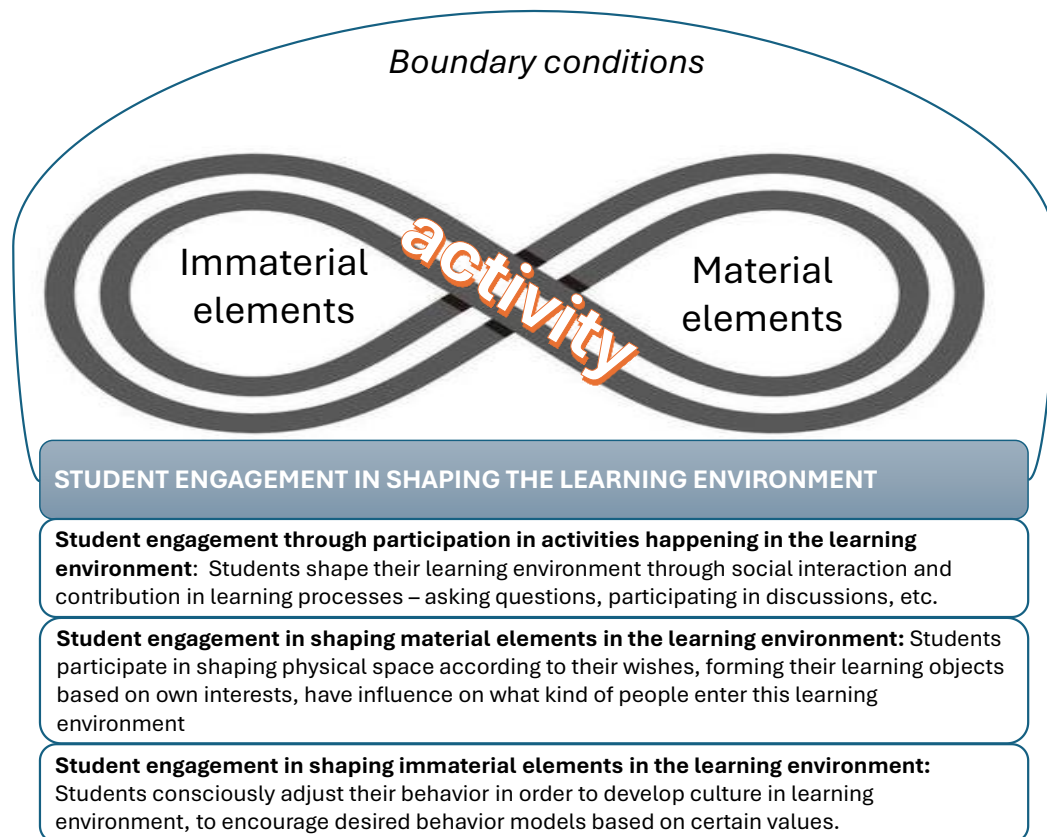 Boundary conditions
Immaterial
elements
activity
Material
elements
STUDENT ENGAGEMENT IN SHAPING THE LEARNING ENVIRONMENT
Student engagement through participation in activities happening in the learning
environment:  Students shape their learning environment through social interaction and
contribution in learning processes – asking questions, participating in discussions, etc.
Student engagement in shaping material elements in the learning environment: Students
participate in shaping physical space according to their wishes, forming their learning objects
based on own interests, have influence on what kind of people enter this learning
environment
Student engagement in shaping immaterial elements in the learning environment:
Students consciously adjust their behavior in order to develop culture in learning
environment, to encourage desired behavior models based on certain values.